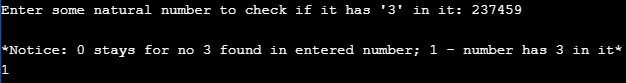 Enter some natural number to check if it has '3' in it: 237459
*Notice: 0 stays for no 3 found in entered number; 1 - number has 3 in it*
1